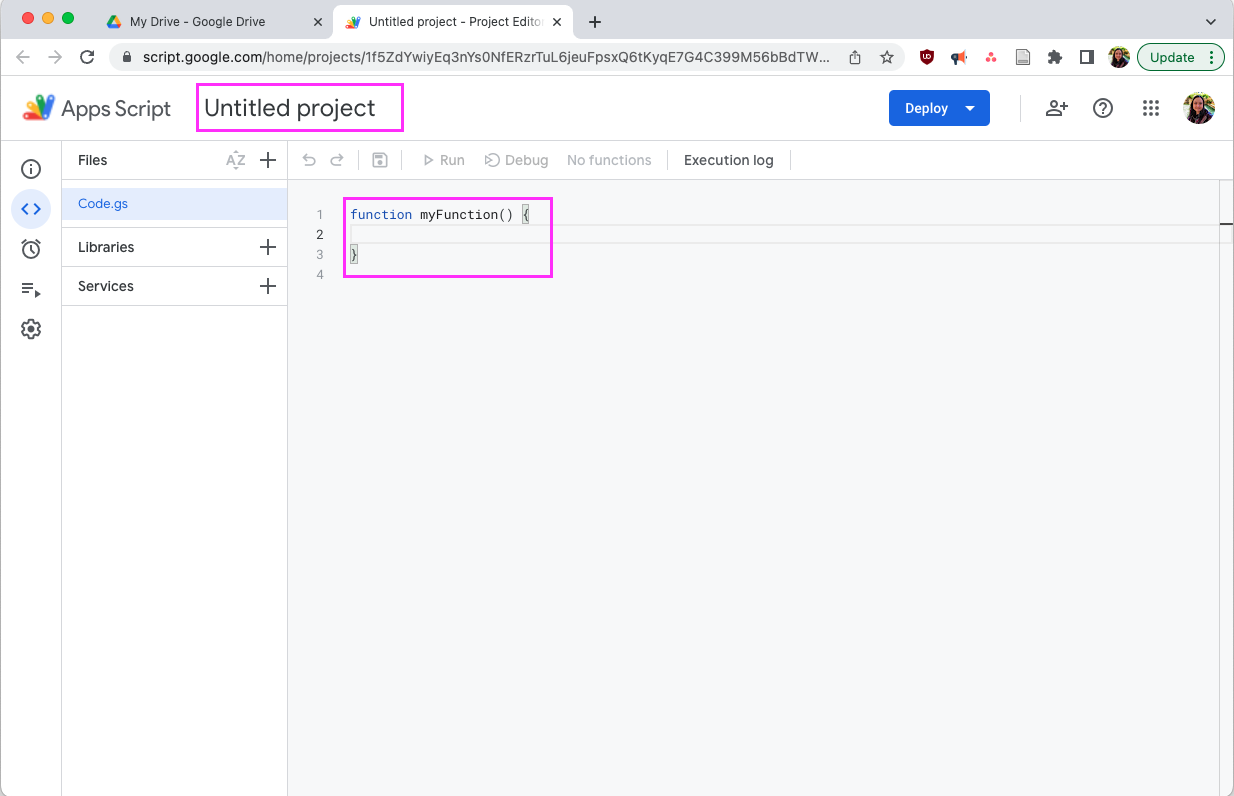 My Drive - Google Drive
Untitled project - Project Edito
script.google.com/home/projects/1f5ZdYwiyEq3nYs0NfERzrTuL6jeuFpsxQ6tKyqE7G4C399M56bBdTW...
Update
Apps Script
Untitled project
Deploy
Files
AZ
Run
Debug
No functions
Execution log
Code.gs
Libraries
Services
1 function myFunction() {
2
3 }
4